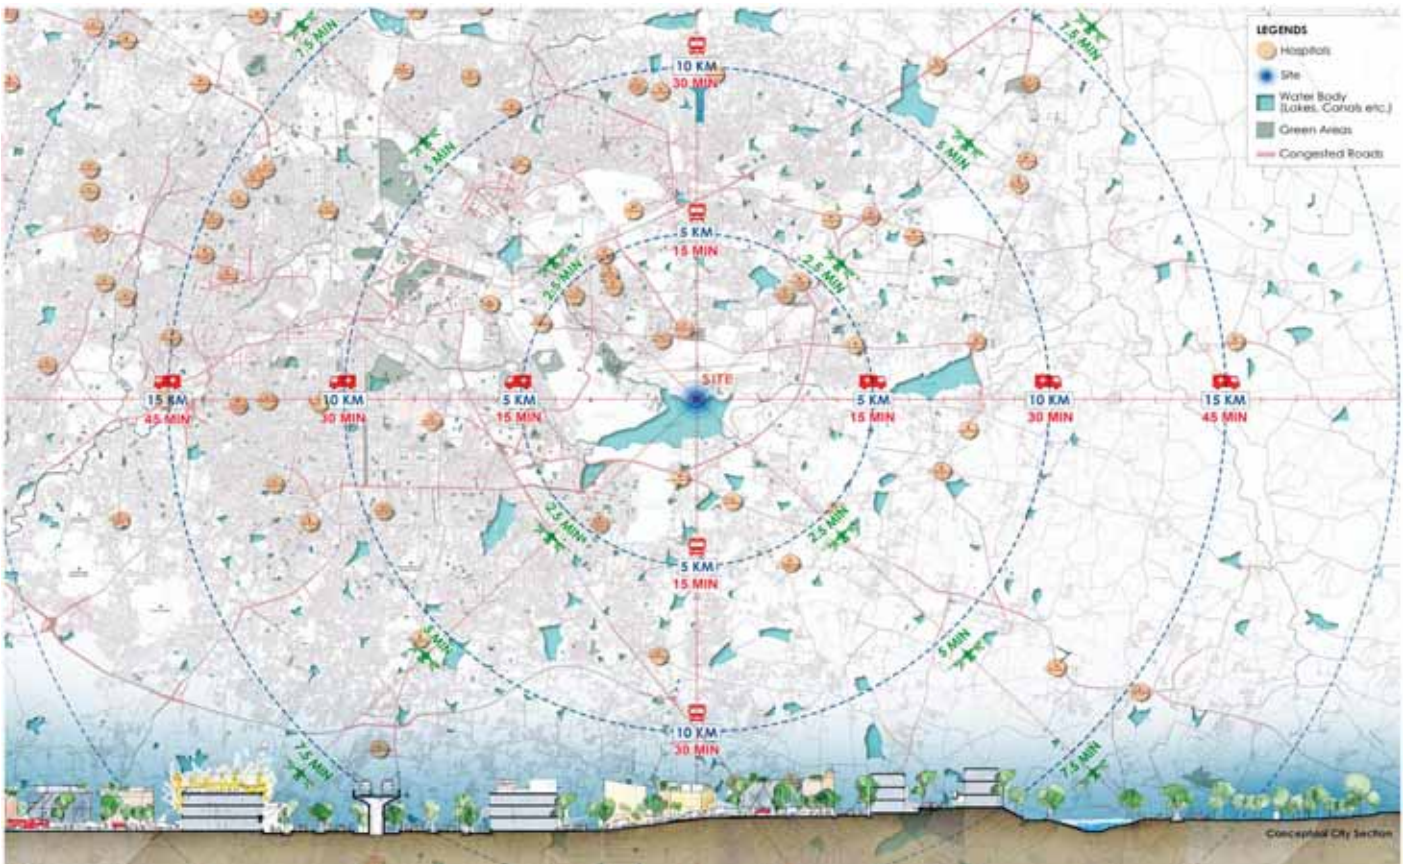 7.5 MIN
7.5 MIN
LEGENDS
Hospitals
Site
Water Body
(Lakes, Canals etc.)
Green Areas
Congested Roads
10 KM
30 MIN
5 MIN
5 MIN
5 KM
15 MIN
2.5 MIN
2.5 MIN
SITE
15 KM
45 MIN
10 KM
30 MIN
5 KM
15 MIN
5 KM
15 MIN
10 KM
30 MIN
15 KM
45 MIN
2.5 MIN
2.5 MIN
5 KM
15 MIN
5 MIN
5 MIN
10 KM
30 MIN
7.5 MIN
7.5 MIN
Conceptual City Section